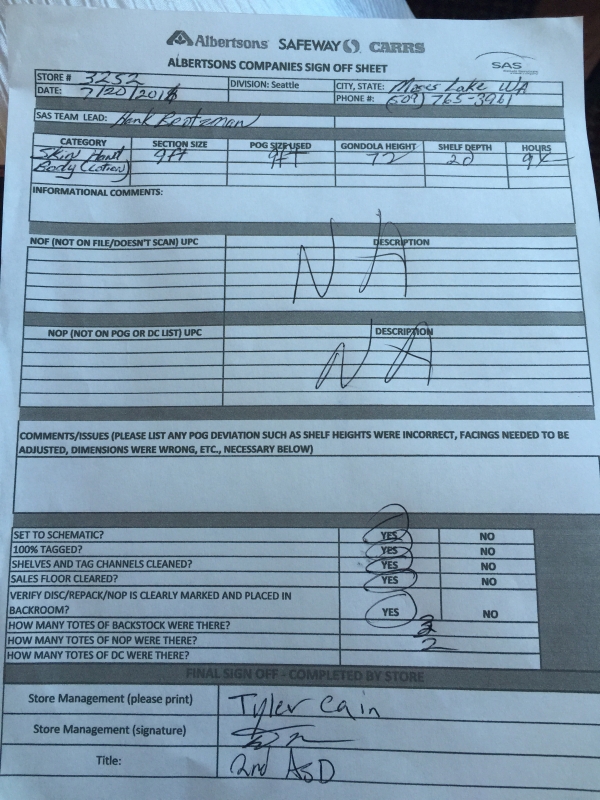 Albertsons SAFEWAY CARRS
ALBERTSONS COMPANIES SIGN OFF SHEET
SAS
STORE # 3252 DIVISION: Seattle CITY, STATE: Moses Lake WA
DATE: 7/20/2016 PHONE #: (509) 765-3961
SAS TEAM LEAD: Hank
CATEGORY SECTION SIZE POG SIZE USED GONDOLA HEIGHT SHELF DEPTH HOURS
Skin Hand 9ft 9ft 72 20
Body (Lotion)
INFORMATIONAL COMMENTS:
NOF (NOT ON FILE/DOESN'T SCAN) UPC DESCRIPTION
NA
NOP (NOT ON POG OR DC LIST) UPC DESCRIPTION
NA
COMMENTS/ISSUES (PLEASE LIST ANY POG DEVIATION SUCH AS SHELF HEIGHTS WERE INCORRECT, FACINGS NEEDED TO BE
ADJUSTED, DIMENSIONS WERE WRONG, ETC., NECESSARY BELOW)
SET TO SCHEMATIC? YES NO
100% TAGGED? YES NO
SHELVES AND TAG CHANNELS CLEANED? YES NO
SALES FLOOR CLEARED? YES NO
VERIFY DISC/REPACK/NOP IS CLEARLY MARKED AND PLACED IN
BACKROOM? YES NO
HOW MANY TOTES OF BACKSTOCK WERE THERE? 3
HOW MANY TOTES OF NOP WERE THERE? 2
HOW MANY TOTES OF DC WERE THERE?
FINAL SIGN OFF - COMPLETED BY STORE
Store Management (please print) Tyler Cain
Store Management (signature)
Title: 2nd ASD